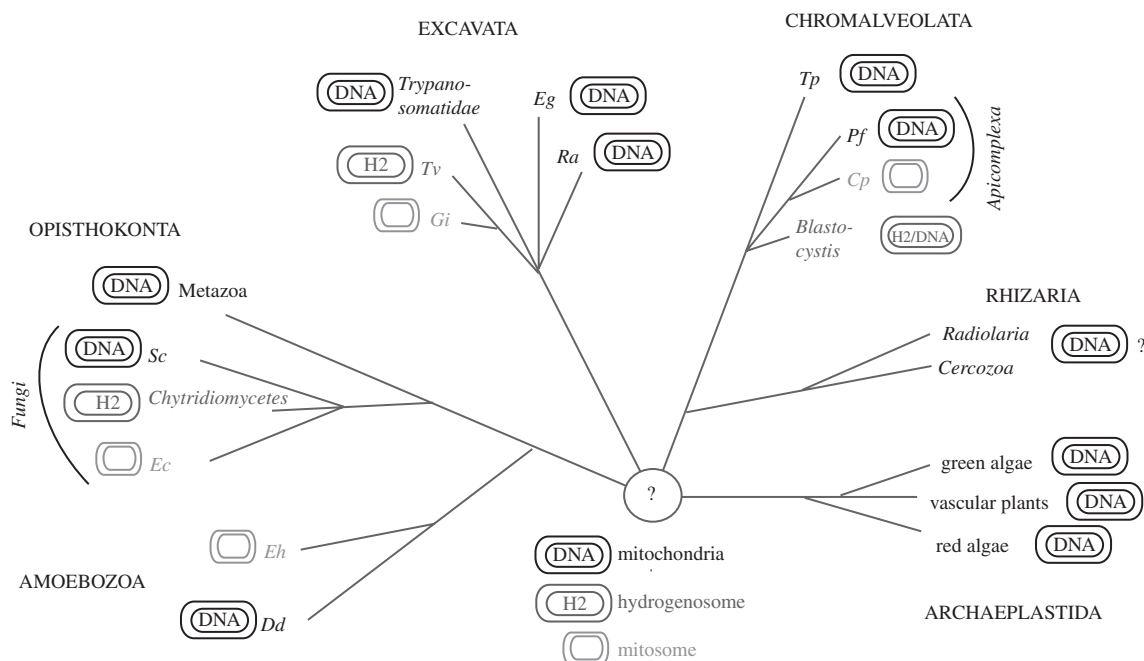 EXCAVATA
CHROMALVEOLATA
DNA
Trypano-
somatidae
Eg
DNA
Tp
DNA
Ra
DNA
Pf
DNA
H2
Tv
Cp
Apicomplexa
Gi
Blasto-
cystis
H2/DNA
OPISTHOKONTA
DNA
Metazoa
RHIZARIA
DNA
Sc
Radiolaria
DNA
?
Cercozoa
Fungi
H2
Chytridiomycetes
Ec
green algae
DNA
?
vascular plants
DNA
red algae
DNA
Eh
DNA
mitochondria
AMOEBOZOA
H2
hydrogenosome
ARCHAEPLASTIDA
DNA
Dd
mitosome